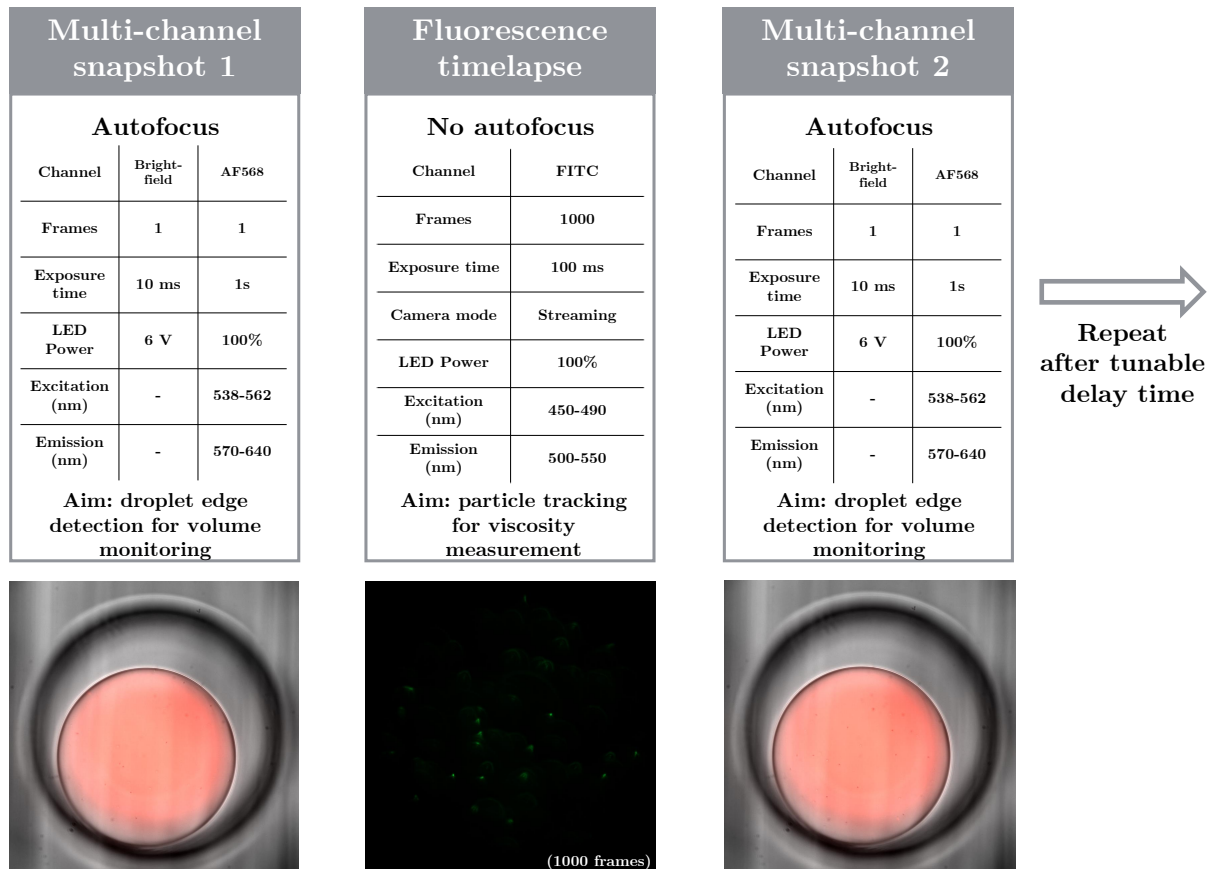 Multi-channel
snapshot 1
Autofocus
Channel Bright-
field AF568
Frames 1 1
Exposure
time 10 ms 1s
LED
Power 6 V 100%
Excitation
(nm) - 538-562
Emission
(nm) - 570-640
Aim: droplet edge
detection for volume
monitoring
Fluorescence
timelapse
No autofocus
Channel FITC
Frames 1000
Exposure time 100 ms
Camera mode Streaming
LED Power 100%
Excitation
(nm) 450-490
Emission
(nm) 500-550
Aim: particle tracking
for viscosity
measurement
(1000 frames)
Multi-channel
snapshot 2
Autofocus
Channel Bright-
field AF568
Frames 1 1
Exposure
time 10 ms 1s
LED
Power 6 V 100%
Excitation
(nm) - 538-562
Emission
(nm) - 570-640
Aim: droplet edge
detection for volume
monitoring
Repeat
after tunable
delay time